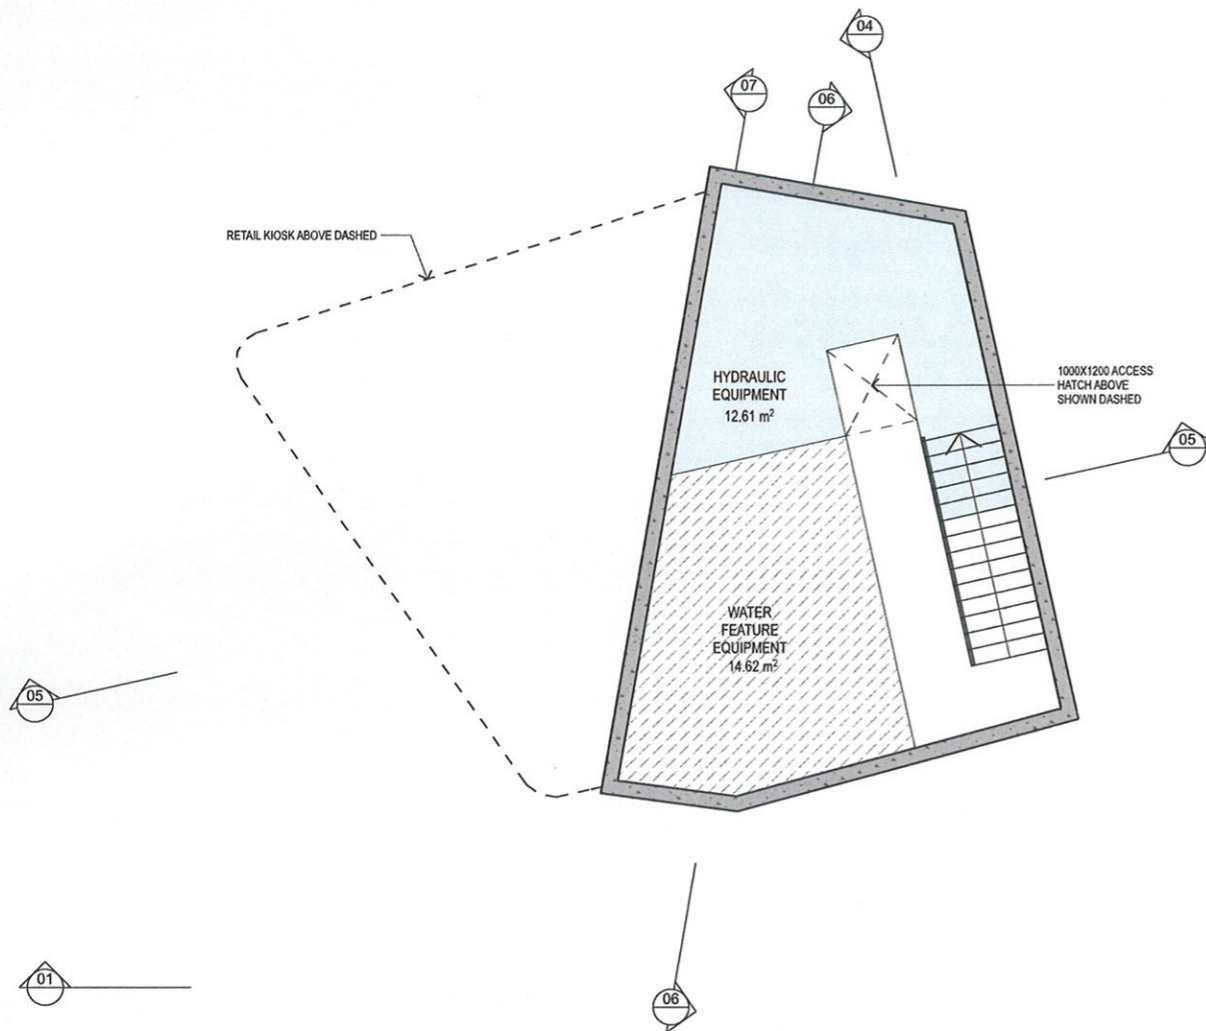 04
07
06
RETAIL KIOSK ABOVE DASHED
HYDRAULIC
EQUIPMENT
12.61 m²
1000X1200 ACCESS
HATCH ABOVE
SHOWN DASHED
05
WATER
FEATURE
EQUIPMENT
14.62 m²
05
01
06